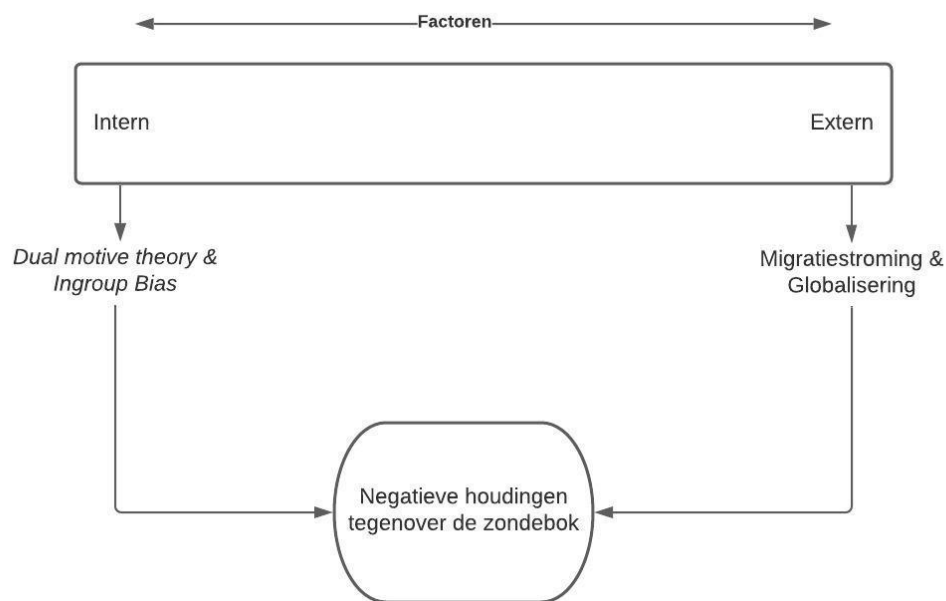 Factoren
Intern
Extern
Dual motive theory &
Ingroup Bias
Migratiestroming &
Globalisering
Negatieve houdingen
tegenover de zondebok